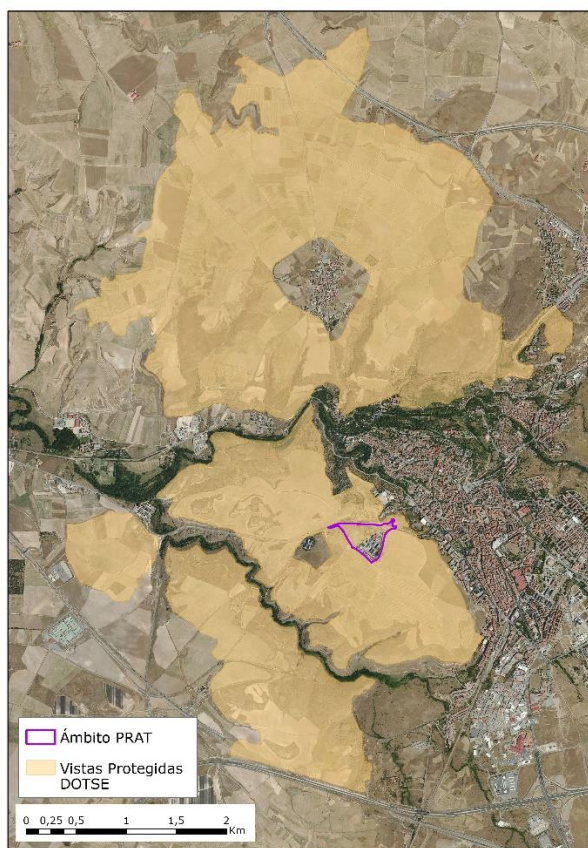 Ámbito PRAT
Vistas Protegidas
DOTSE
0 0,25 0,5 1 1,5 2
Km